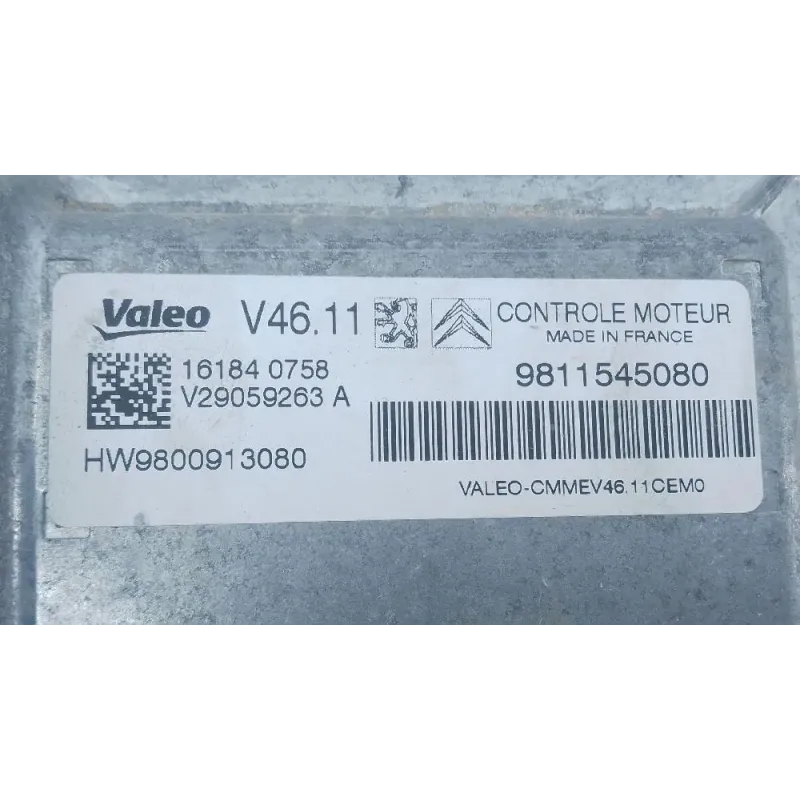 Valeo V46.11 CONTROLE MOTEUR
MADE IN FRANCE
16184 0758
V29059263 A
9811545080
HW9800913080
VALEO-CMMEV46.11CEM0